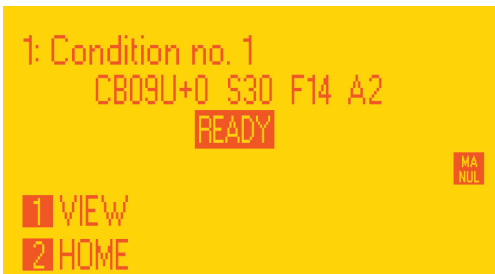 1: Condition no. 1
CB09U+0 S30 F14 A2
READY
MA
NUL
1 VIEW
2 HOME